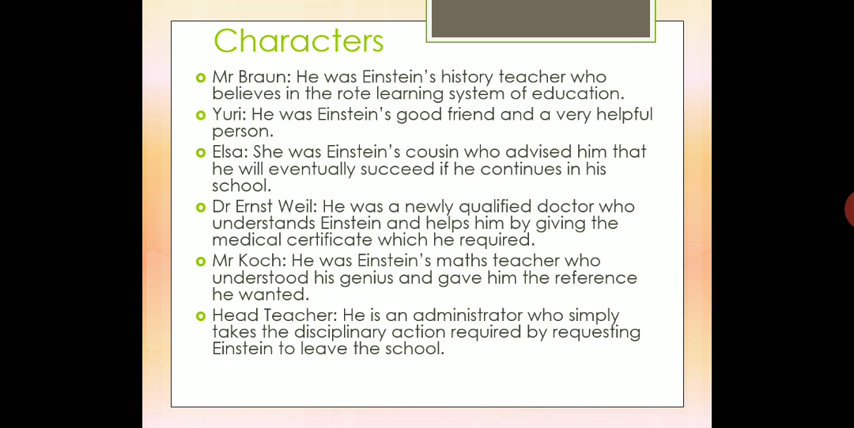 Characters
Mr Braun: He was Einstein's history teacher who
believes in the rote learning system of education.
Yuri: He was Einstein's good friend and a very helpful
person.
Elsa: She was Einstein's cousin who advised him that
he will eventually succeed if he continues in his
school.
Dr Ernst Weil: He was a newly qualified doctor who
understands Einstein and helps him by giving the
medical certificate which he required.
Mr Koch: He was Einstein's maths teacher who
understood his genius and gave him the reference
he wanted.
Head Teacher: He is an administrator who simply
takes the disciplinary action required by requesting
Einstein to leave the school.